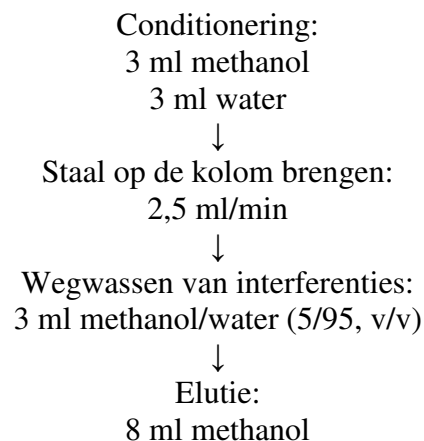 Conditionering:
3 ml methanol
3 ml water
↓
Staal op de kolom brengen:
2,5 ml/min
↓
Wegwassen van interferenties:
3 ml methanol/water (5/95, v/v)
↓
Elutie:
8 ml methanol